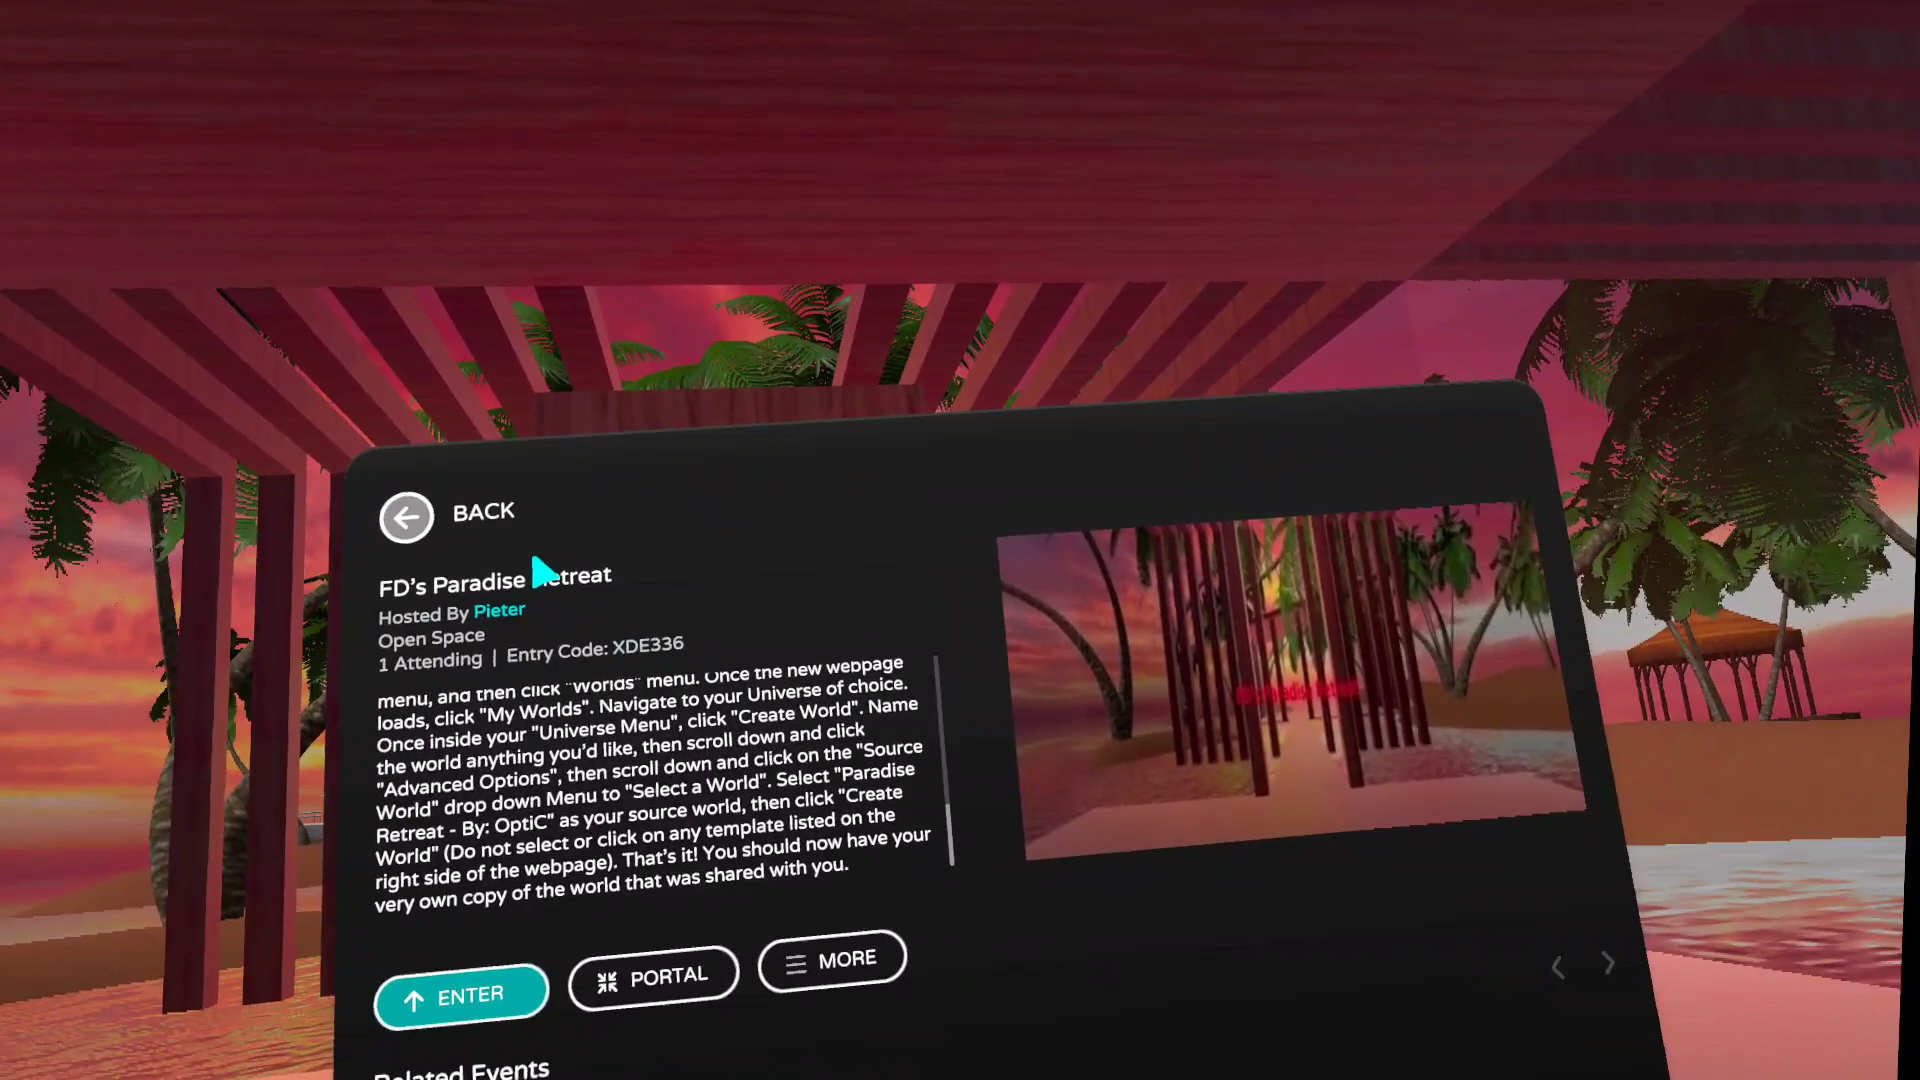 BACK
FD's Paradise Retreat
Hosted By Pieter
Open Space
1 Attending | Entry Code: XDE336
menu, and then click "Worlds" menu. Once the new webpage
loads, click "My Worlds". Navigate to your Universe of choice.
Once inside your "Universe Menu", click "Create World". Name
the world anything you'd like, then scroll down and click
"Advanced Options", then scroll down and click on the "Source
World" drop down Menu to "Select a World". Select "Paradise
Retreat - By: OptiC" as your source world, then click "Create
World" (Do not select or click on any template listed on the
right side of the webpage). That's it! You should now have your
very own copy of the world that was shared with you.
ENTER
PORTAL
MORE
Related Events